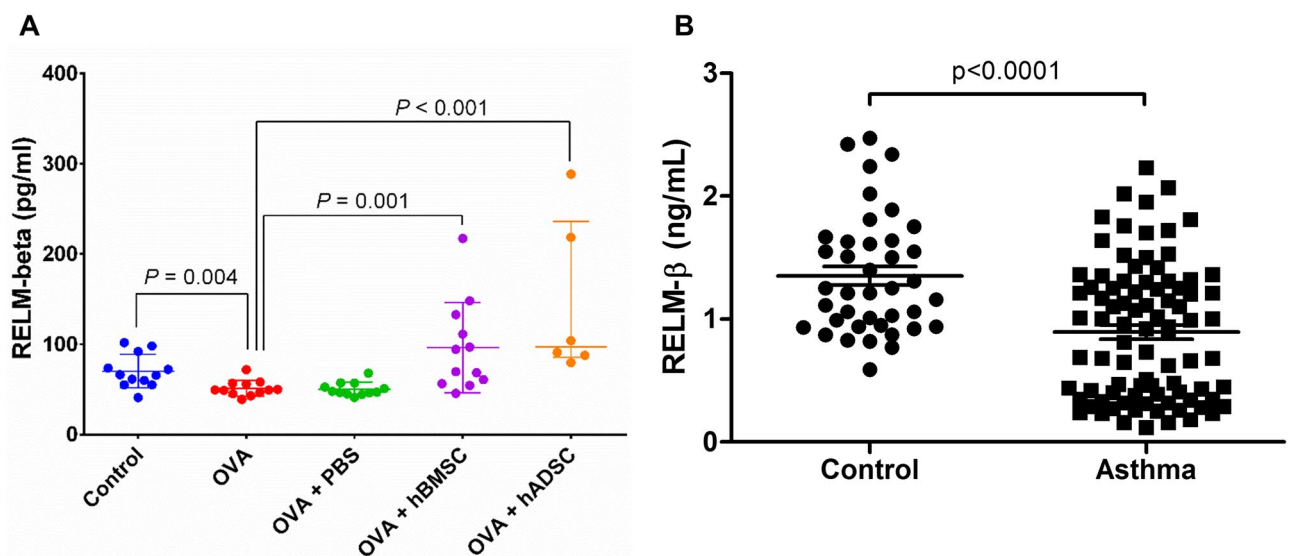 A
RELM-beta (pg/ml)
400
300
200
100
0
P < 0.001
P = 0.001
P = 0.004
Control
OVA
OVA + PBS
OVA + hBMSC
OVA + hADSC
B
RELM-β (ng/mL)
3
2
1
0
p<0.0001
Control
Asthma